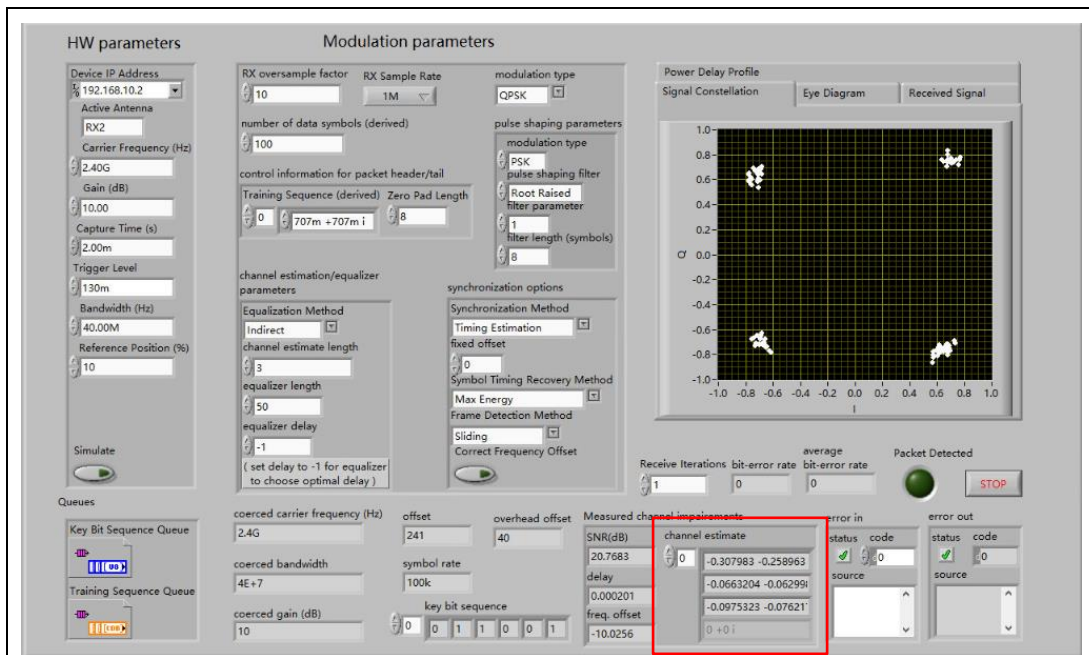 HW parameters
Modulation parameters
Device IP Address
192.168.10.2
Active Antenna
RX2
Carrier Frequency (Hz)
2.40G
Gain (dB)
10.00
Capture Time (s)
2.00m
Trigger Level
130m
Bandwidth (Hz)
40.00M
Reference Position (%)
10
Simulate
RX oversample factor
10
RX Sample Rate
1M
modulation type
QPSK
number of data symbols (derived)
100
pulse shaping parameters
modulation type
PSK
pulse shaping filter
Root Raised
filter parameter
1
filter length (symbols)
8
control information for packet header/tail
Training Sequence (derived) Zero Pad Length
0 707m +707m i 8
channel estimation/equalizer
parameters
Equalization Method
Indirect
channel estimate length
3
equalizer length
50
equalizer delay
-1
( set delay to -1 for equalizer
to choose optimal delay )
synchronization options
Synchronization Method
Timing Estimation
fixed offset
0
Symbol Timing Recovery Method
Max Energy
Frame Detection Method
Sliding
Correct Frequency Offset
Power Delay Profile
Signal Constellation Eye Diagram Received Signal
1.0
0.8
0.6
0.4
0.2
0.0
-0.2
-0.4
-0.6
-0.8
-1.0
Q
-1.0 -0.8 -0.6 -0.4 -0.2 0.0 0.2 0.4 0.6 0.8 1.0
I
Receive Iterations
1
bit-error rate
0
average
bit-error rate
0
Packet Detected
STOP
Queues
Key Bit Sequence Queue
Training Sequence Queue
coerced carrier frequency (Hz)
2.4G
coerced bandwidth
4E+7
coerced gain (dB)
10
offset
241
overhead offset
40
symbol rate
100k
key bit sequence
0 0 1 1 0 0 1
Measured channel impairements
SNR(dB)
20.7683
delay
0.000201
freq. offset
-10.0256
channel estimate
0
-0.307983 -0.258963
-0.0663204 -0.06299
-0.0975323 -0.07621
0 +0 i
error in
status code
0
source
error out
status code
0
source